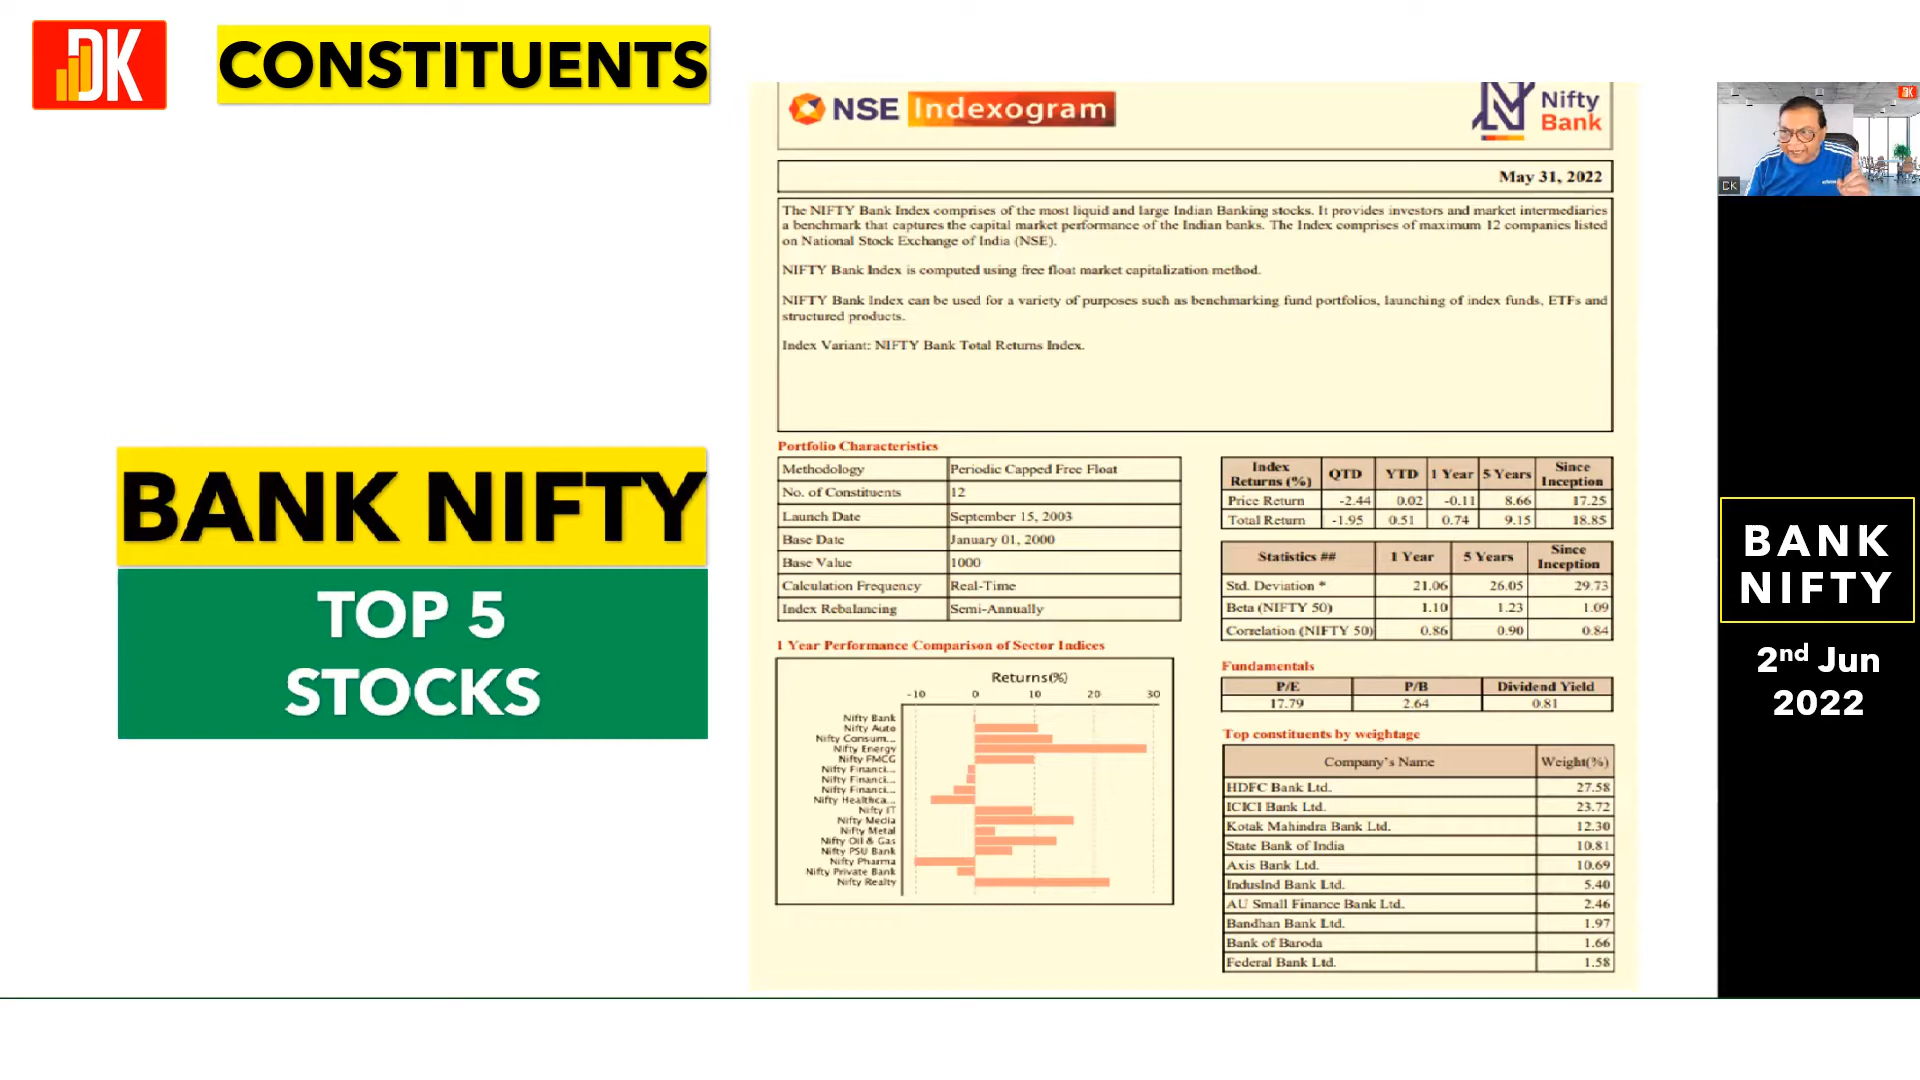 DK
CONSTITUENTS
BANK NIFTY
TOP 5
STOCKS
NSE Indexogram
Nifty
Bank
May 31, 2022
The NIFTY Bank Index comprises of the most liquid and large Indian Banking stocks. It provides investors and market intermediaries
a benchmark that captures the capital market performance of the Indian banks. The Index comprises of maximum 12 companies listed
on National Stock Exchange of India (NSE).
NIFTY Bank Index is computed using free float market capitalization method.
NIFTY Bank Index can be used for a variety of purposes such as benchmarking fund portfolios, launching of index funds, ETFs and
structured products.
Index Variant: NIFTY Bank Total Returns Index.
Portfolio Characteristics
Methodology Periodic Capped Free Float
No. of Constituents 12
Launch Date September 15, 2003
Base Date January 01, 2000
Base Value 1000
Calculation Frequency Real-Time
Index Rebalancing Semi-Annually
1 Year Performance Comparison of Sector Indices
Returns(%)
-10 0 10 20 30
Nifty Bank
Nifty Auto
Nifty Consum...
Nifty Energy
Nifty FMCG
Nifty Financi...
Nifty Financi...
Nifty Financi...
Nifty Healthca...
Nifty IT
Nifty Media
Nifty Metal
Nifty Oil & Gas
Nifty PSU Bank
Nifty Pharma
Nifty Private Bank
Nifty Realty
Index Returns (%) QTD YTD 1 Year 5 Years Since Inception
Price Return -2.44 0.02 -0.11 8.66 17.25
Total Return -1.95 0.51 0.74 9.15 18.85
Statistics ## 1 Year 5 Years Since Inception
Std. Deviation * 21.06 26.05 29.73
Beta (NIFTY 50) 1.10 1.23 1.09
Correlation (NIFTY 50) 0.86 0.90 0.84
Fundamentals
P/E P/B Dividend Yield
17.79 2.64 0.81
Top constituents by weightage
Company's Name Weight(%)
HDFC Bank Ltd. 27.58
ICICI Bank Ltd. 23.72
Kotak Mahindra Bank Ltd. 12.30
State Bank of India 10.81
Axis Bank Ltd. 10.69
IndusInd Bank Ltd. 5.40
AU Small Finance Bank Ltd. 2.46
Bandhan Bank Ltd. 1.97
Bank of Baroda 1.66
Federal Bank Ltd. 1.58
DK
DK
BANK
NIFTY
2nd Jun
2022